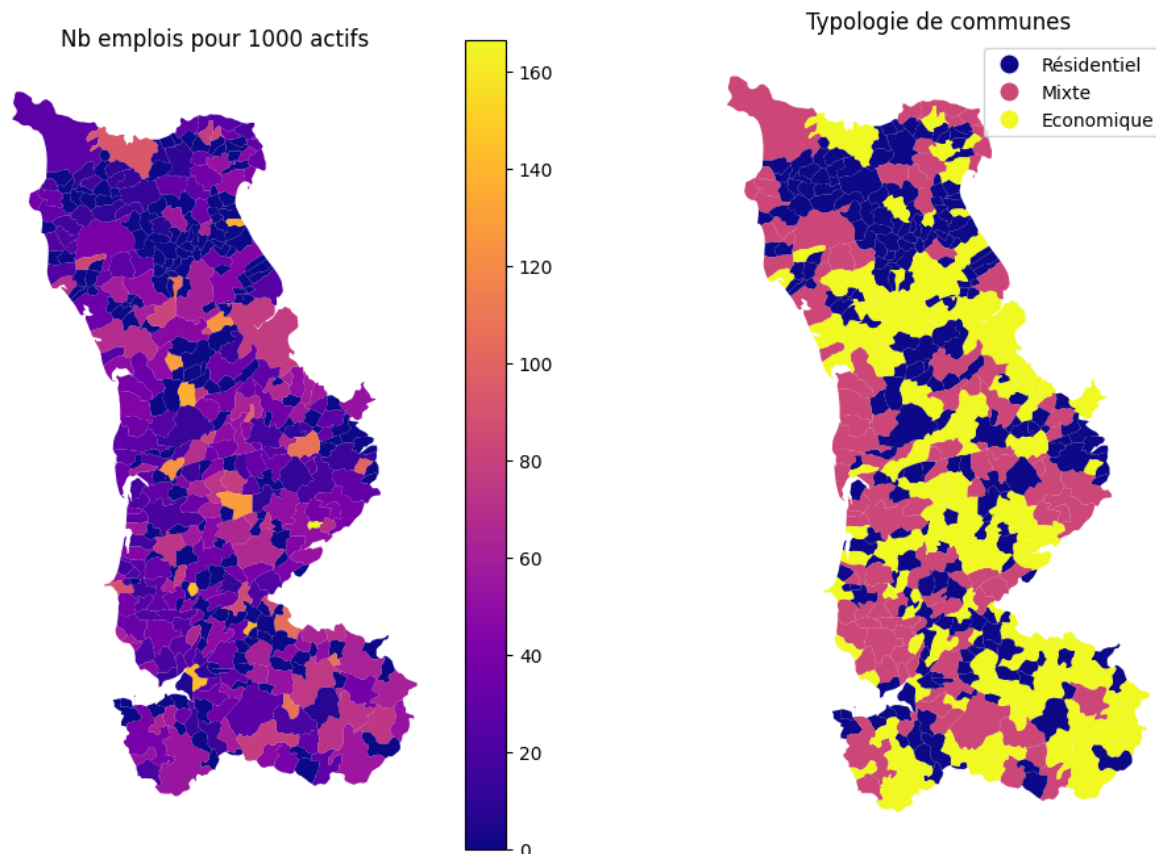 Nb emplois pour 1000 actifs
160
140
120
100
80
60
40
20
0
Typologie de communes
Résidentiel
Mixte
Economique